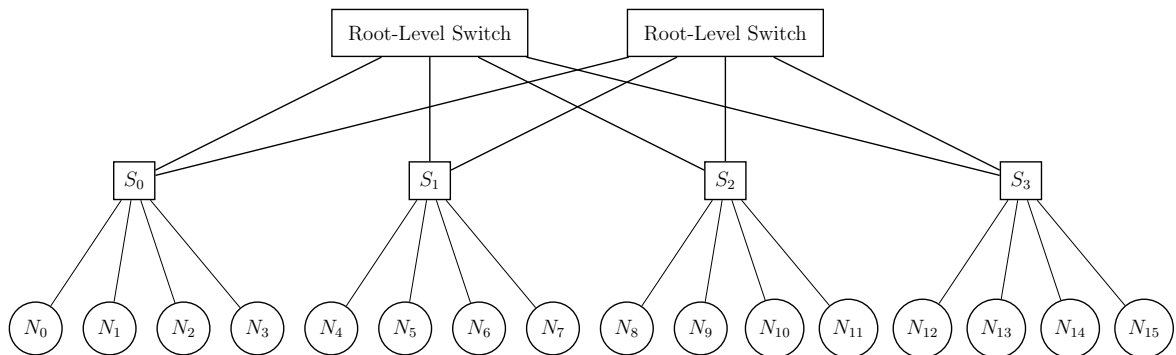 Root-Level Switch Root-Level Switch
S₀ S₁ S₂ S₃
N₀ N₁ N₂ N₃ N₄ N₅ N₆ N₇ N₈ N₉ N₁₀ N₁₁ N₁₂ N₁₃ N₁₄ N₁₅